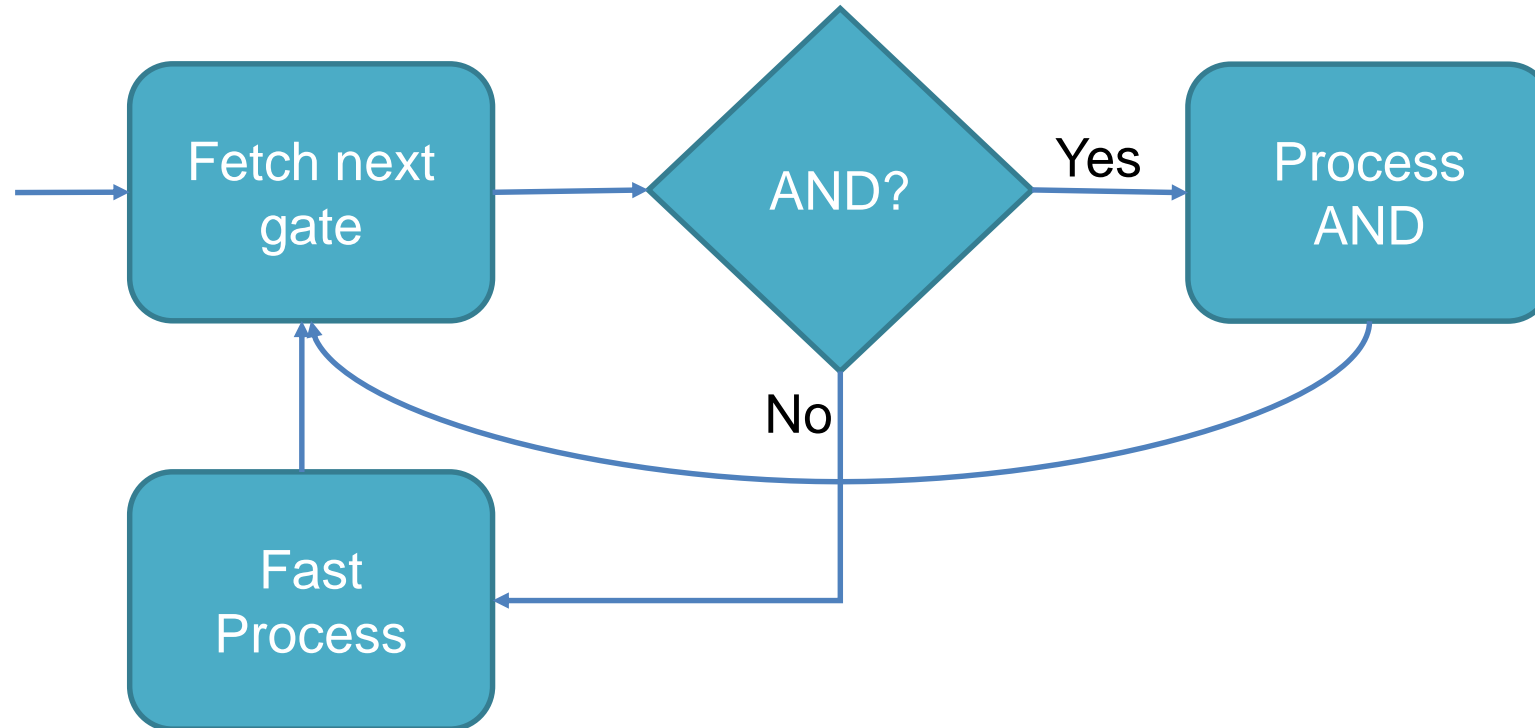 Fetch next
gate
AND?
Yes
Process
AND
No
Fast
Process